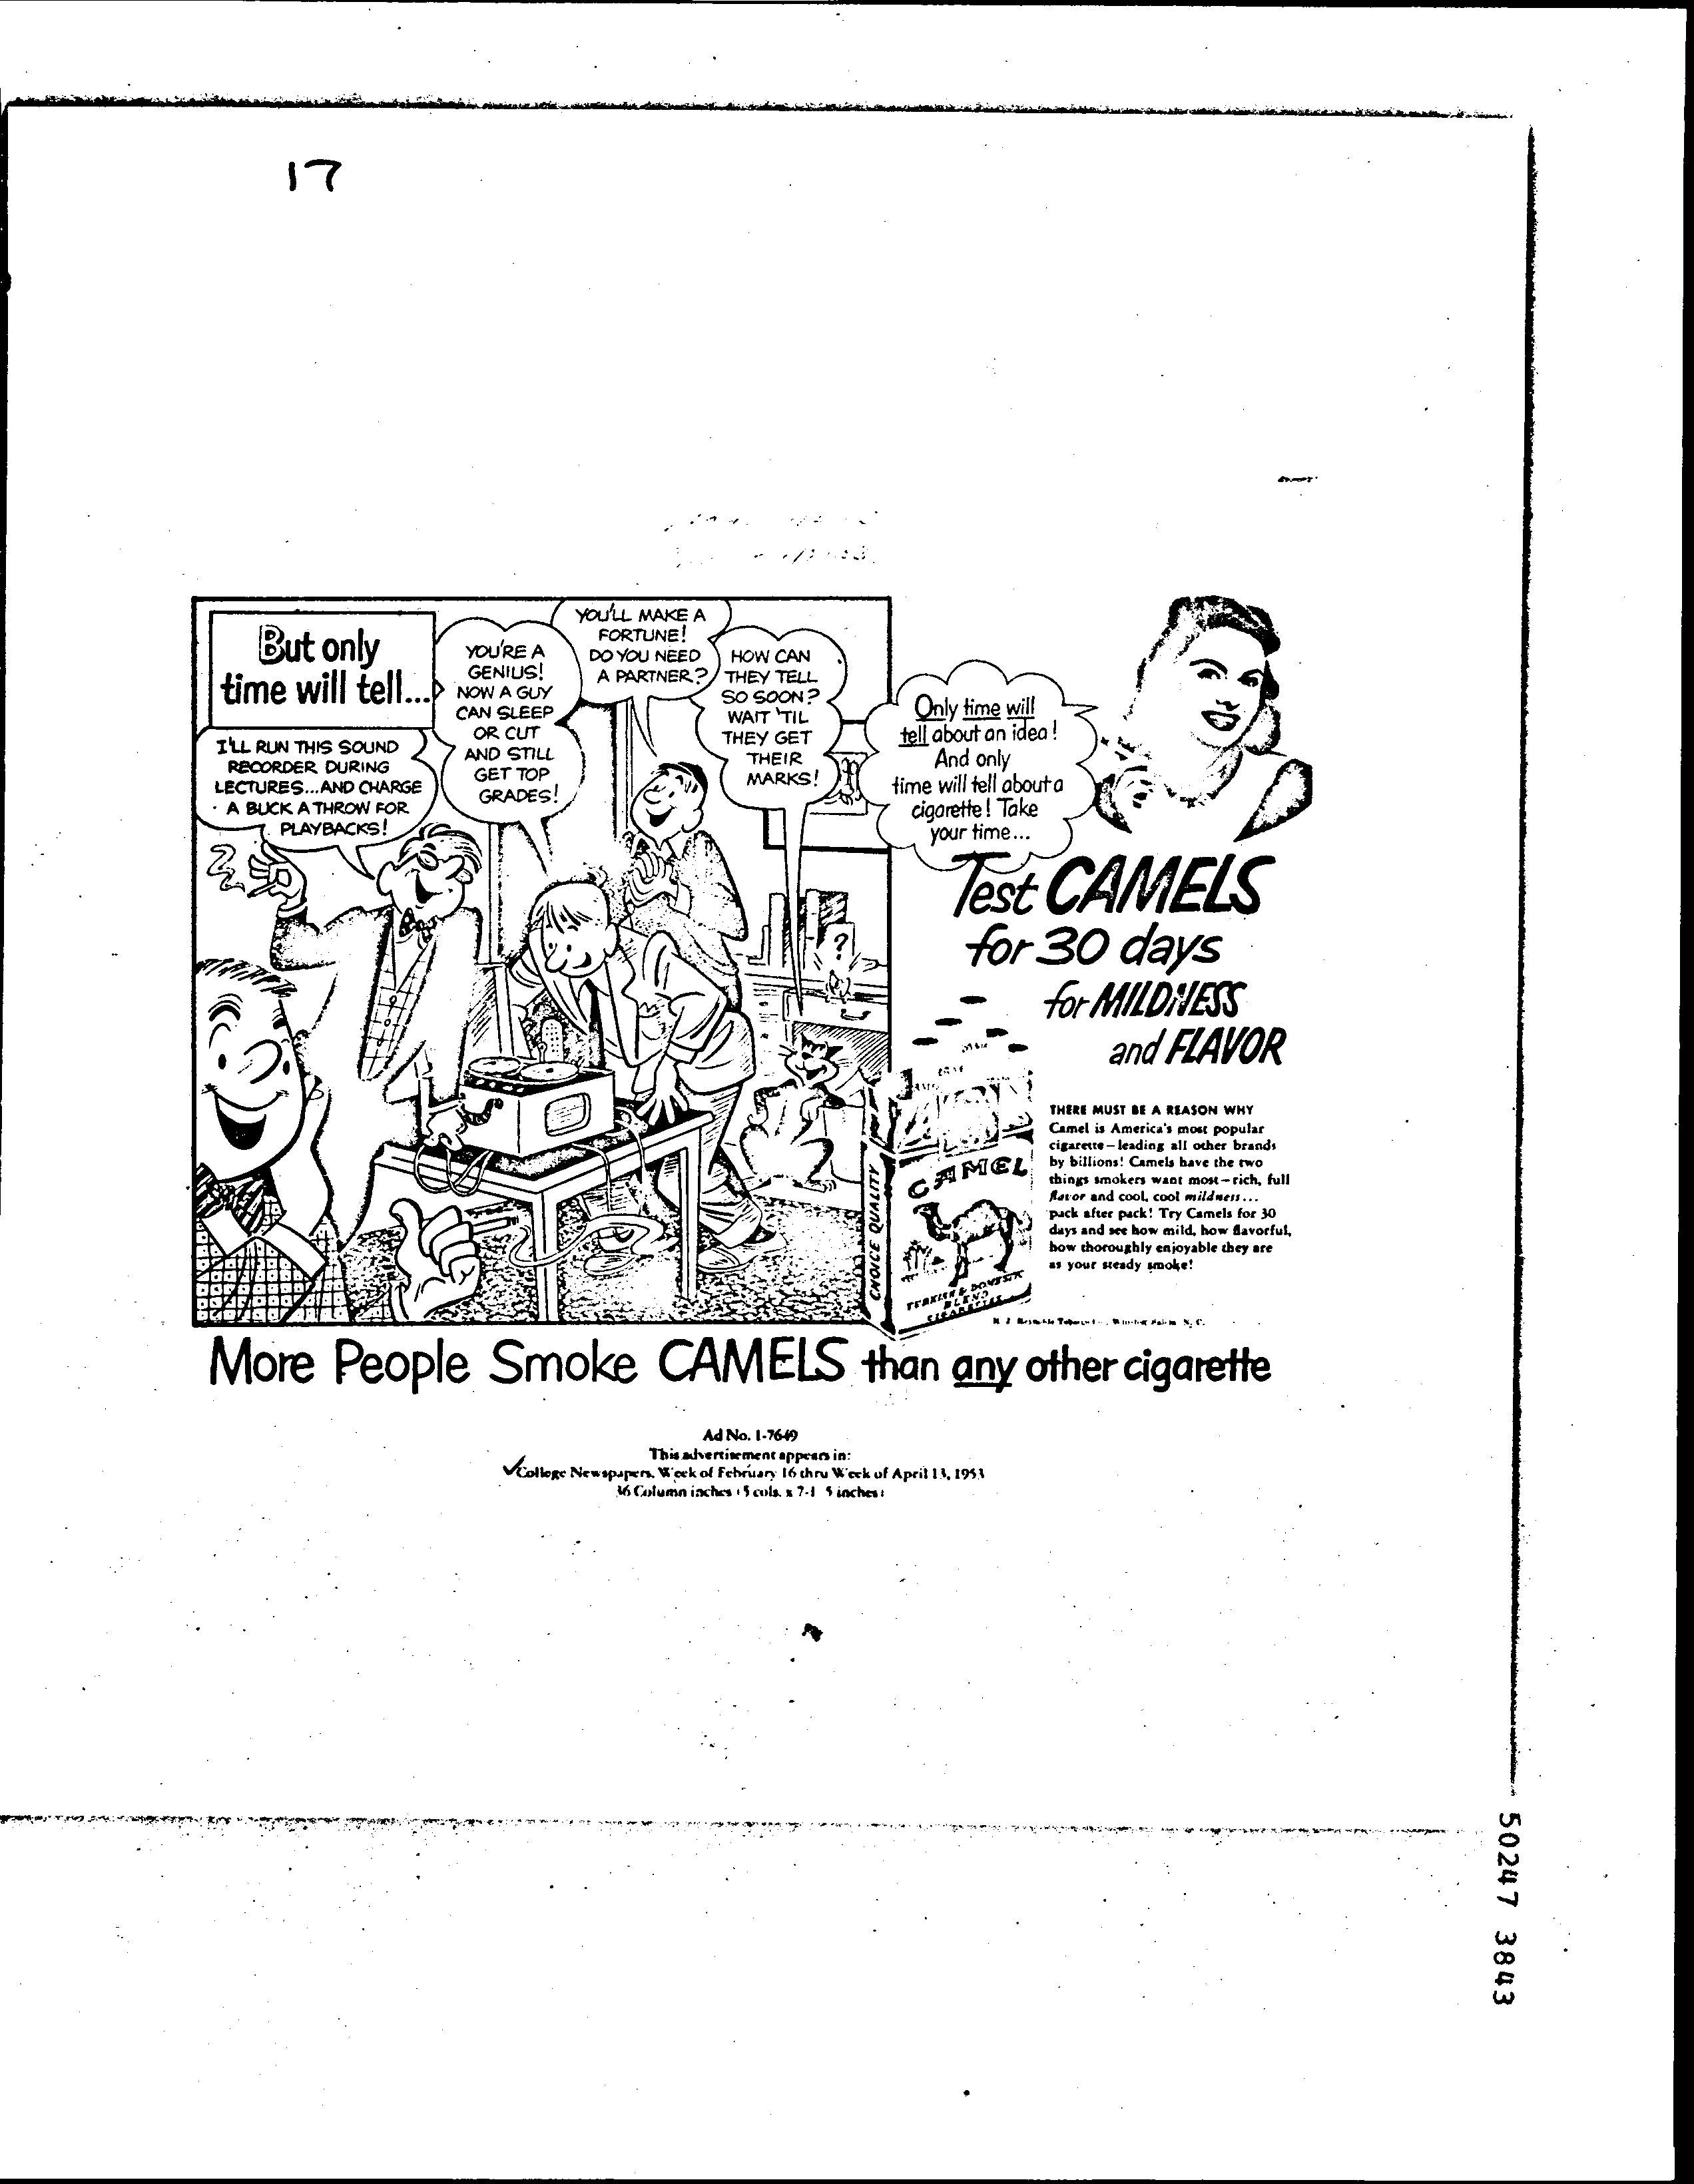 17
But only
time will tell...
I'LL RUN THIS SOUND
RECORDER DURING
LECTURES...AND CHARGE
A BUCK A THROW FOR
PLAYBACKS!
YOU'RE A
GENIUS!
NOW A GUY
CAN SLEEP
OR CUT
AND STILL
GET TOP
GRADES!
YOU'LL MAKE A
FORTUNE!
DO YOU NEED
A PARTNER?
HOW CAN
THEY TELL
SO SOON?
WAIT 'TIL
THEY GET
THEIR
MARKS!
?
Only time will
tell about an idea!
And only
time will tell about a
cigarette! Take
your time...
Test CAMELS
for 30 days
for MILDNESS
and FLAVOR
THERE MUST BE A REASON WHY
Camel is America's most popular
cigarette—leading all other brands
by billions! Camels have the two
things smokers want most—rich, full
flavor and cool, cool mildness...
pack after pack! Try Camels for 30
days and see how mild, how flavorful,
how thoroughly enjoyable they are
as your steady smoke!
CAMEL
CHOICE QUALITY
TURKISH & DOMESTIC
BLEND
CIGARETTES
R. J. Reynolds Tobacco Co., Winston-Salem, N. C.
More People Smoke CAMELS than any other cigarette
Ad No. 1-7649
This advertisement appears in:
College Newspapers, Week of February 16 thru Week of April 13, 1953
36 Column inches (5 cols. x 7-1 5 inches)
50247 3843